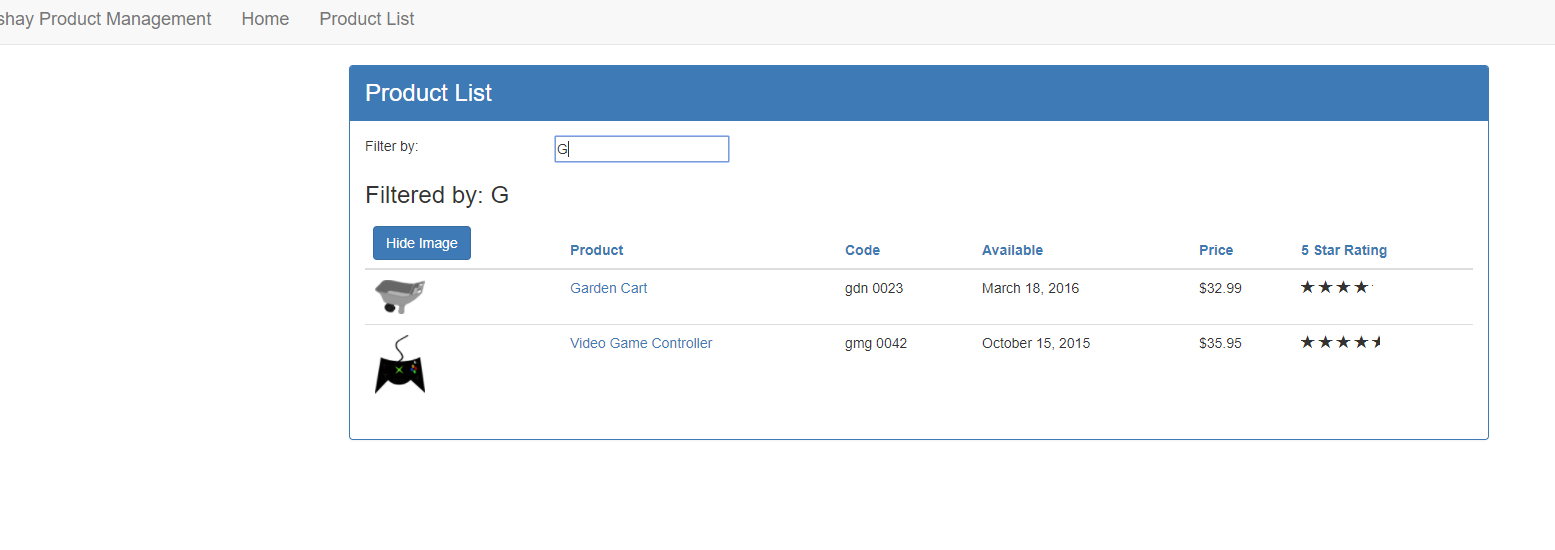 shay Product Management Home Product List
Product List
Filter by: G
Filtered by: G
Hide Image Product Code Available Price 5 Star Rating
Garden Cart gdn 0023 March 18, 2016 $32.99
Video Game Controller gmg 0042 October 15, 2015 $35.95